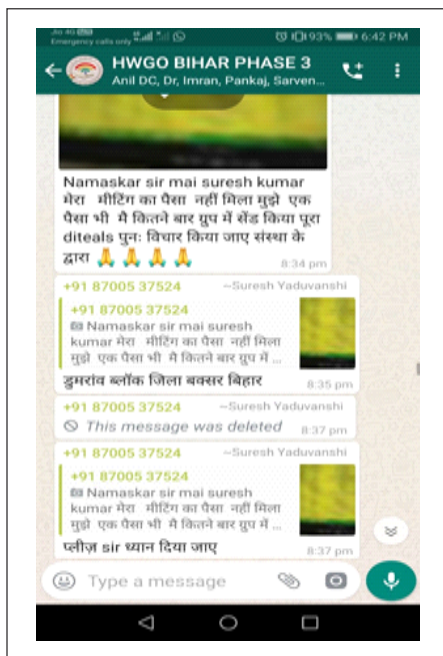 Jio 4G
Emergency calls only
93% 6:42 PM
HWGO BIHAR PHASE 3
Anil DC, Dr, Imran, Pankaj, Sarven...
Namaskar sir mai suresh kumar
मेरा मीटिंग का पैसा नहीं मिला मुझे एक
पैसा भी मै कितने बार ग्रुप में सेंड किया पूरा
diteals पुनः विचार किया जाए संस्था के
द्वारा 🙏 🙏 🙏 🙏
8:34 pm
+91 87005 37524 ~Suresh Yaduvanshi
+91 87005 37524
📷 Namaskar sir mai suresh
kumar मेरा मीटिंग का पैसा नहीं मिला
मुझे एक पैसा भी मै कितने बार ग्रुप में ...
डुमरांव ब्लॉक जिला बक्सर बिहार 8:35 pm
+91 87005 37524 ~Suresh Yaduvanshi
This message was deleted 8:37 pm
+91 87005 37524 ~Suresh Yaduvanshi
+91 87005 37524
📷 Namaskar sir mai suresh
kumar मेरा मीटिंग का पैसा नहीं मिला
मुझे एक पैसा भी मै कितने बार ग्रुप में ...
प्लीज़ sir ध्यान दिया जाए 8:37 pm
Type a message